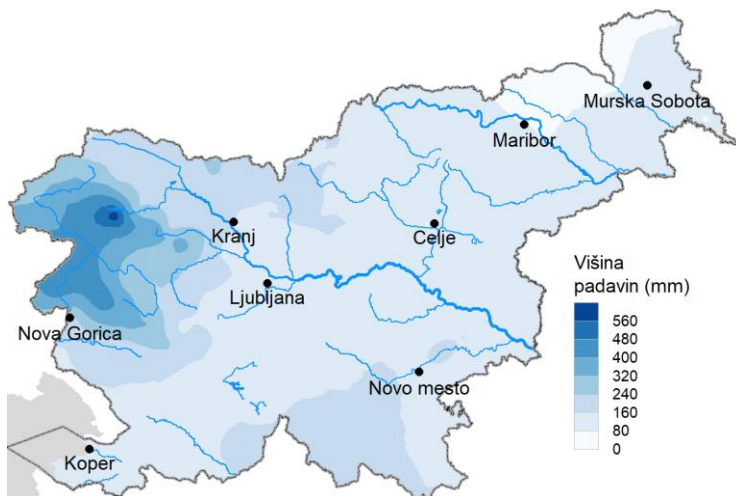 Murska Sobota
Maribor
Kranj
Celje
Ljubljana
Nova Gorica
Novo mesto
Koper
Višina
padavin (mm)
560
480
400
320
240
160
80
0